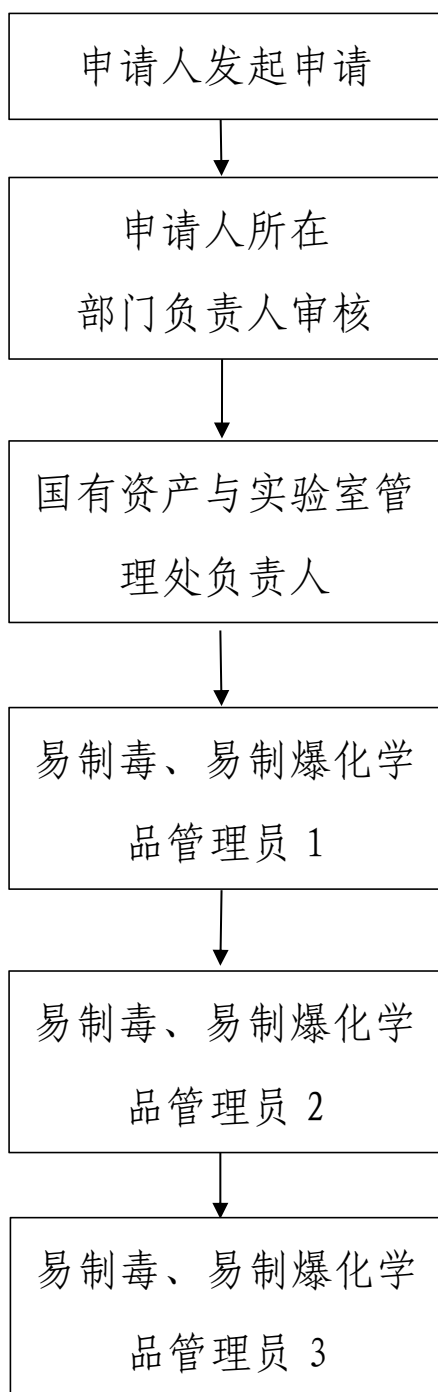 申请人发起申请
申请人所在
部门负责人审核
国有资产与实验室管
理处负责人
易制毒、易制爆化学
品管理员 1
易制毒、易制爆化学
品管理员 2
易制毒、易制爆化学
品管理员 3